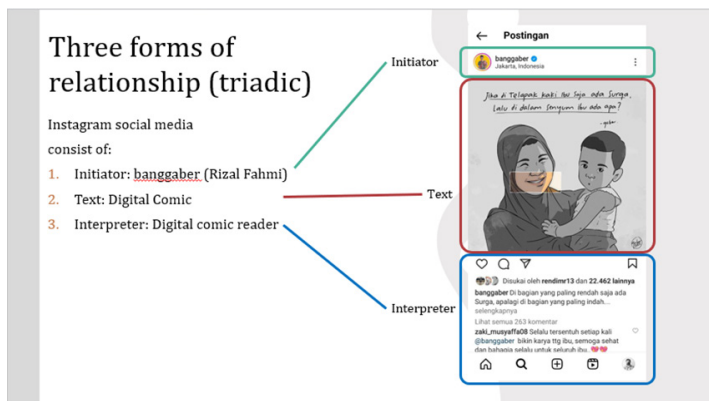 Three forms of
relationship (triadic)
Instagram social media
consist of:
1. Initiator: banggaber (Rizal Fahmi)
2. Text: Digital Comic
3. Interpreter: Digital comic reader
Initiator
Text
Interpreter
Postingan
banggaber
Jakarta, Indonesia
Jika di Telapak kaki Ibu Saja ada Surga,
Lalu di dalam Senyum ibu ada apa?
-gaber
Disukai oleh rendimr13 dan 22.462 lainnya
banggaber Di bagian yang paling rendah saja ada
Surga, apalagi di bagian yang paling indah...
selengkapnya
Lihat semua 263 komentar
zaki_musyaffa08 Selalu tersentuh setiap kali
@banggaber bikin karya ttg ibu, semoga sehat
dan bahagia selalu untuk seluruh ibu. 💖💖